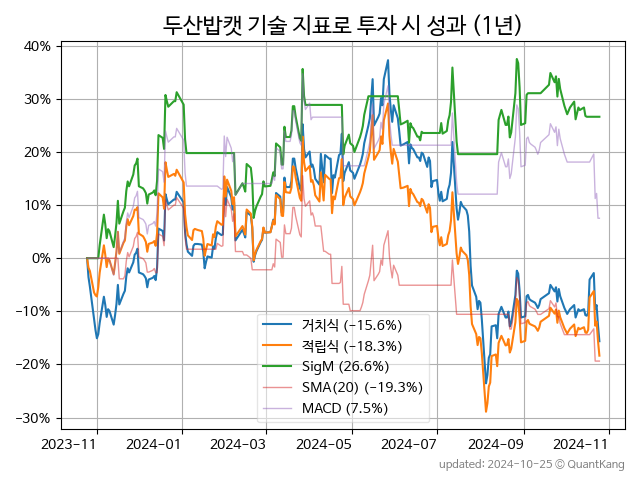 두산밥캣 기술 지표로 투자 시 성과 (1년)
40%
30%
20%
10%
0%
−10%
−20%
−30%
거치식 (−15.6%)
적립식 (−18.3%)
SigM (26.6%)
SMA(20) (−19.3%)
MACD (7.5%)
2023-11
2024-01
2024-03
2024-05
2024-07
2024-09
2024-11
updated: 2024-10-25 © QuantKang